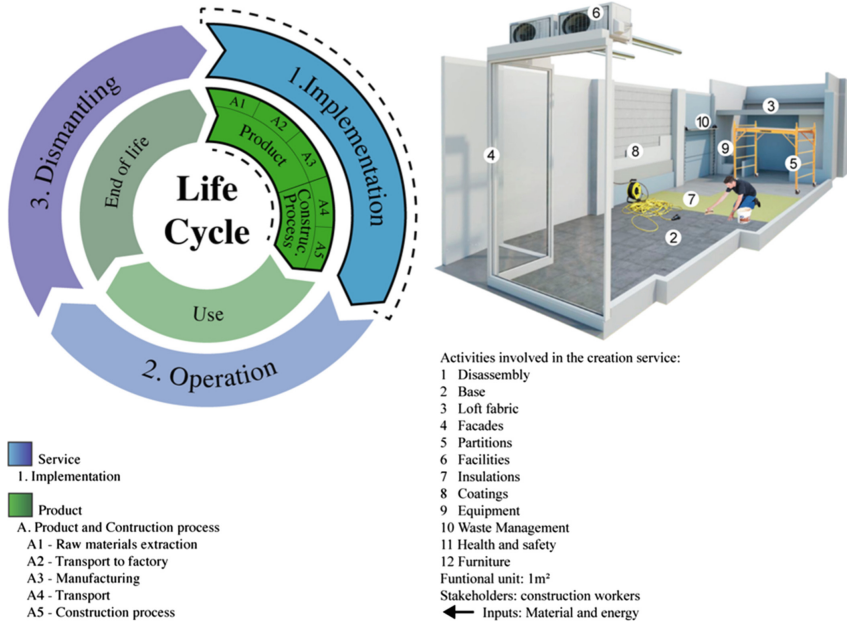 1.Implementation
3. Dismantling
2. Operation
A1
A2
A3
Product
A4
A5
Construc.
Process
End of life
Use
Life
Cycle
Service
1. Implementation
Product
A. Product and Contruction process
A1 - Raw materials extraction
A2 - Transport to factory
A3 - Manufacturing
A4 - Transport
A5 - Construction process
6
3
10
4
8
9
5
7
2
Activities involved in the creation service:
1 Disassembly
2 Base
3 Loft fabric
4 Facades
5 Partitions
6 Facilities
7 Insulations
8 Coatings
9 Equipment
10 Waste Management
11 Health and safety
12 Furniture
Funtional unit: 1m²
Stakeholders: construction workers
Inputs: Material and energy